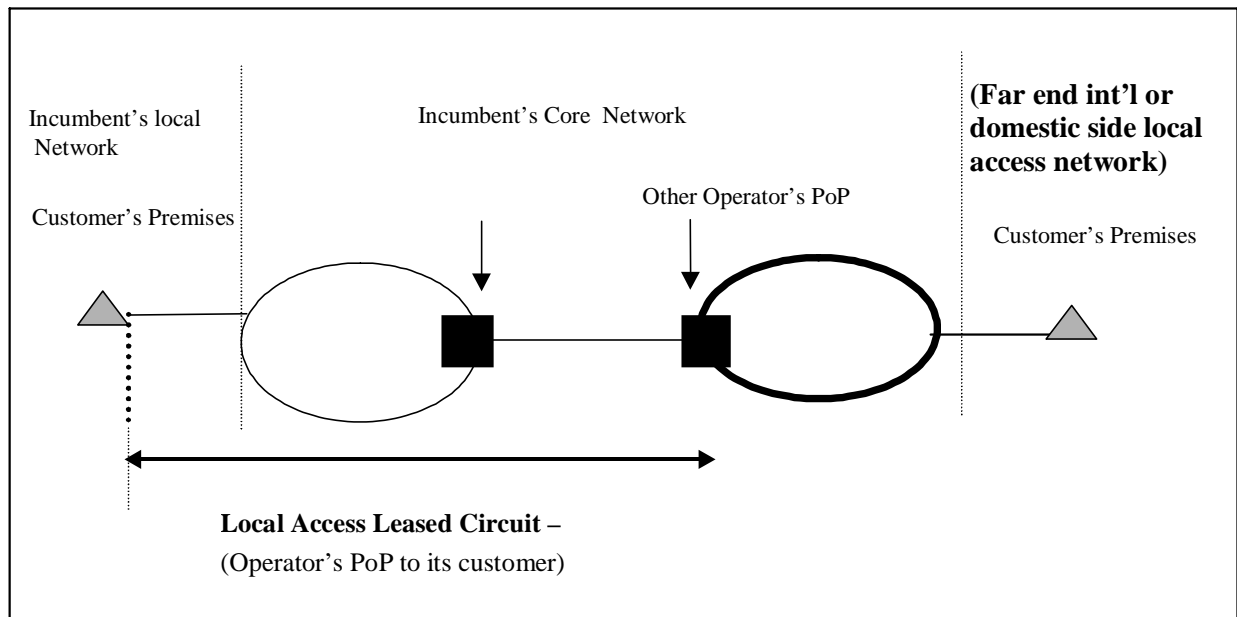 Incumbent's local
Network
Customer's Premises
Incumbent's Core Network
Other Operator's PoP
(Far end int'l or
domestic side local
access network)
Customer's Premises
Local Access Leased Circuit –
(Operator's PoP to its customer)